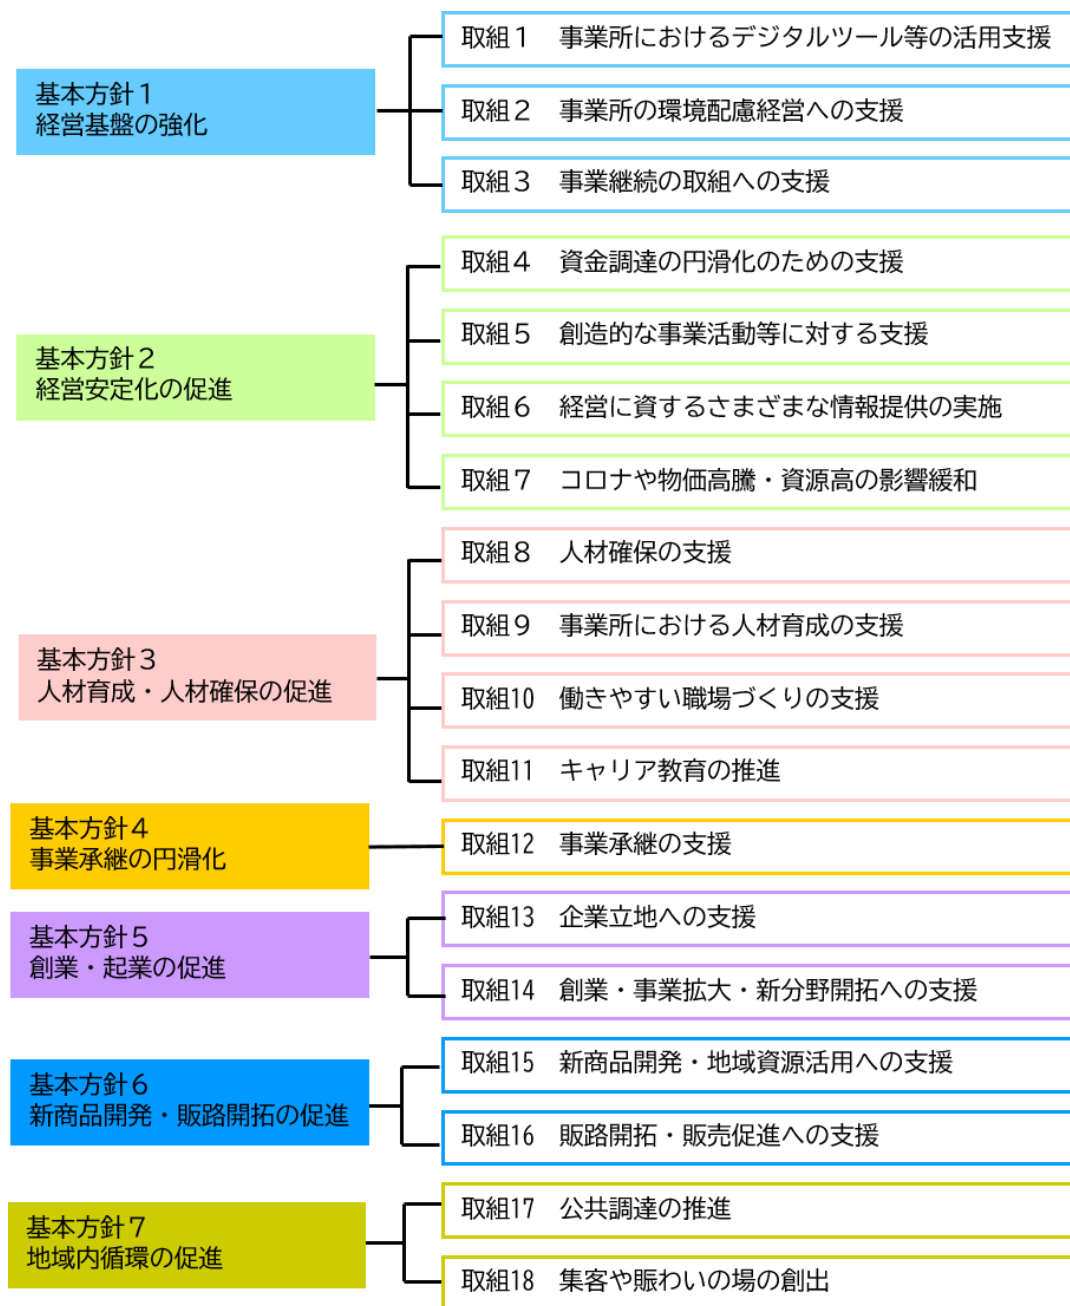 基本方針１
経営基盤の強化
取組１　事業所におけるデジタルツール等の活用支援
取組２　事業所の環境配慮経営への支援
取組３　事業継続の取組への支援
基本方針２
経営安定化の促進
取組４　資金調達の円滑化のための支援
取組５　創造的な事業活動等に対する支援
取組６　経営に資するさまざまな情報提供の実施
取組７　コロナや物価高騰・資源高の影響緩和
基本方針３
人材育成・人材確保の促進
取組８　人材確保の支援
取組９　事業所における人材育成の支援
取組10　働きやすい職場づくりの支援
取組11　キャリア教育の推進
基本方針４
事業承継の円滑化
取組12　事業承継の支援
基本方針５
創業・起業の促進
取組13　企業立地への支援
取組14　創業・事業拡大・新分野開拓への支援
基本方針６
新商品開発・販路開拓の促進
取組15　新商品開発・地域資源活用への支援
取組16　販路開拓・販売促進への支援
基本方針７
地域内循環の促進
取組17　公共調達の推進
取組18　集客や賑わいの場の創出